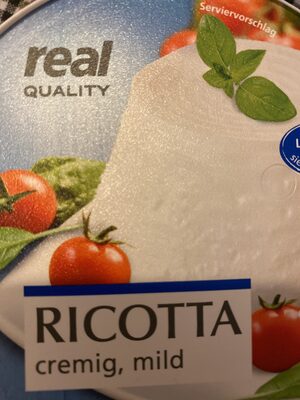 Serviervorschlag
real
QUALITY
RICOTTA
cremig, mild